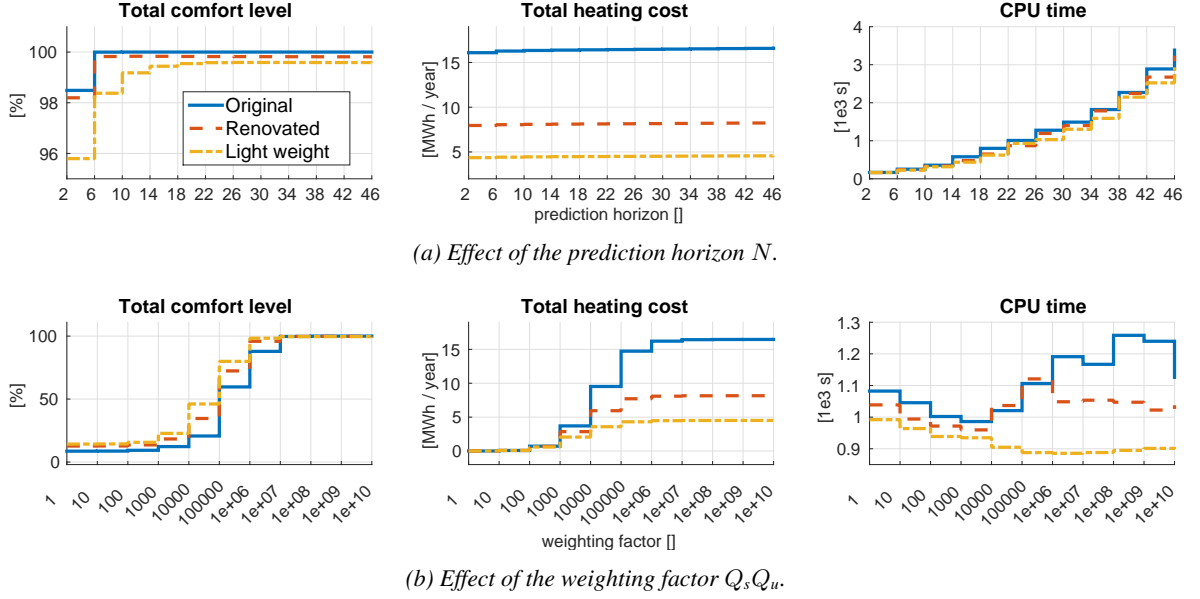 Total comfort level
Total heating cost
CPU time
100
98
96
[%]
Original
Renovated
Light weight
2 6 10 14 18 22 26 30 34 38 42 46
15
10
5
[MWh / year]
2 6 10 14 18 22 26 30 34 38 42 46
prediction horizon []
4
3
2
1
0
[1e3 s]
2 6 10 14 18 22 26 30 34 38 42 46
(a) Effect of the prediction horizon N.
Total comfort level
Total heating cost
CPU time
100
50
0
[%]
1 10 100 1000 10000 100000 1e+06 1e+07 1e+08 1e+09 1e+10
15
10
5
0
[MWh / year]
1 10 100 1000 10000 100000 1e+06 1e+07 1e+08 1e+09 1e+10
weighting factor []
1.3
1.2
1.1
1
0.9
[1e3 s]
1 10 100 1000 10000 100000 1e+06 1e+07 1e+08 1e+09 1e+10
(b) Effect of the weighting factor QsQu.